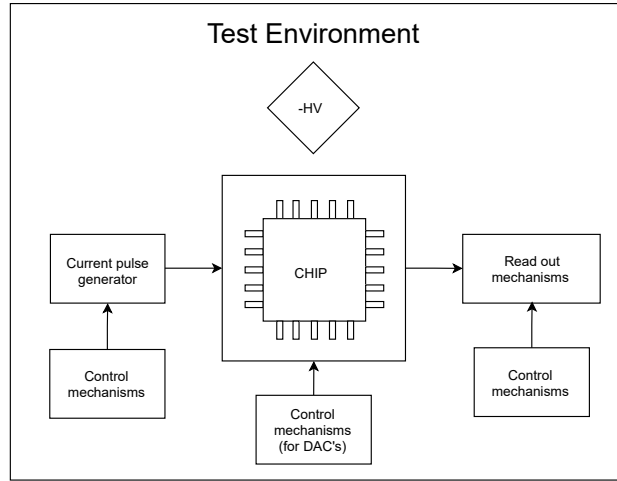 Test Environment
-HV
Current pulse
generator
CHIP
Read out
mechanisms
Control
mechanisms
Control
mechanisms
(for DAC's)
Control
mechanisms